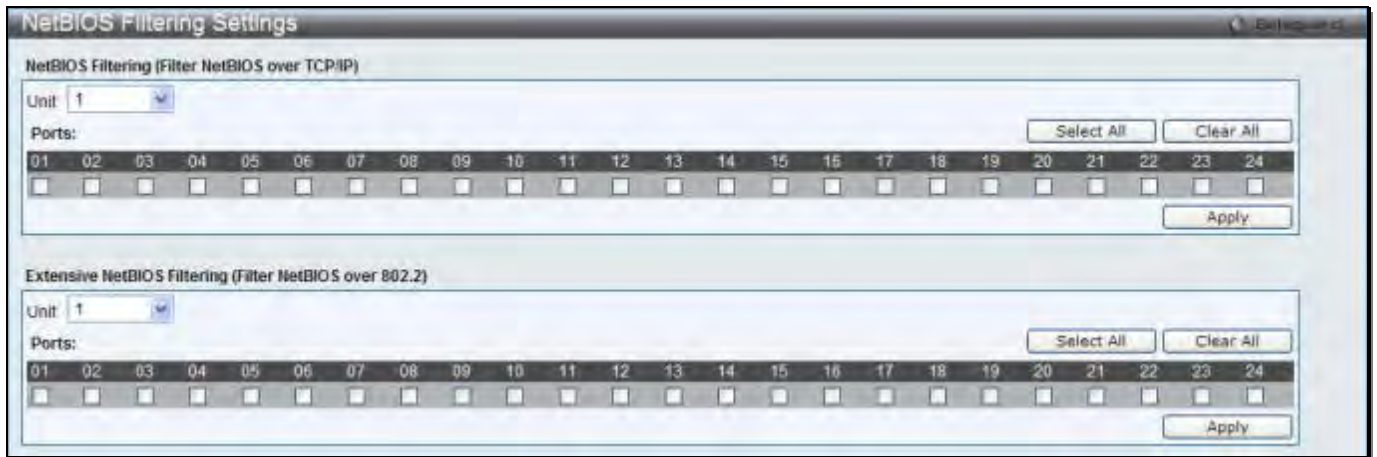 NetBIOS Filtering Settings
Safeguard
NetBIOS Filtering (Filter NetBIOS over TCP/IP)
Unit 1
Ports: Select All Clear All
01 02 03 04 05 06 07 08 09 10 11 12 13 14 15 16 17 18 19 20 21 22 23 24
Apply
Extensive NetBIOS Filtering (Filter NetBIOS over 802.2)
Unit 1
Ports: Select All Clear All
01 02 03 04 05 06 07 08 09 10 11 12 13 14 15 16 17 18 19 20 21 22 23 24
Apply